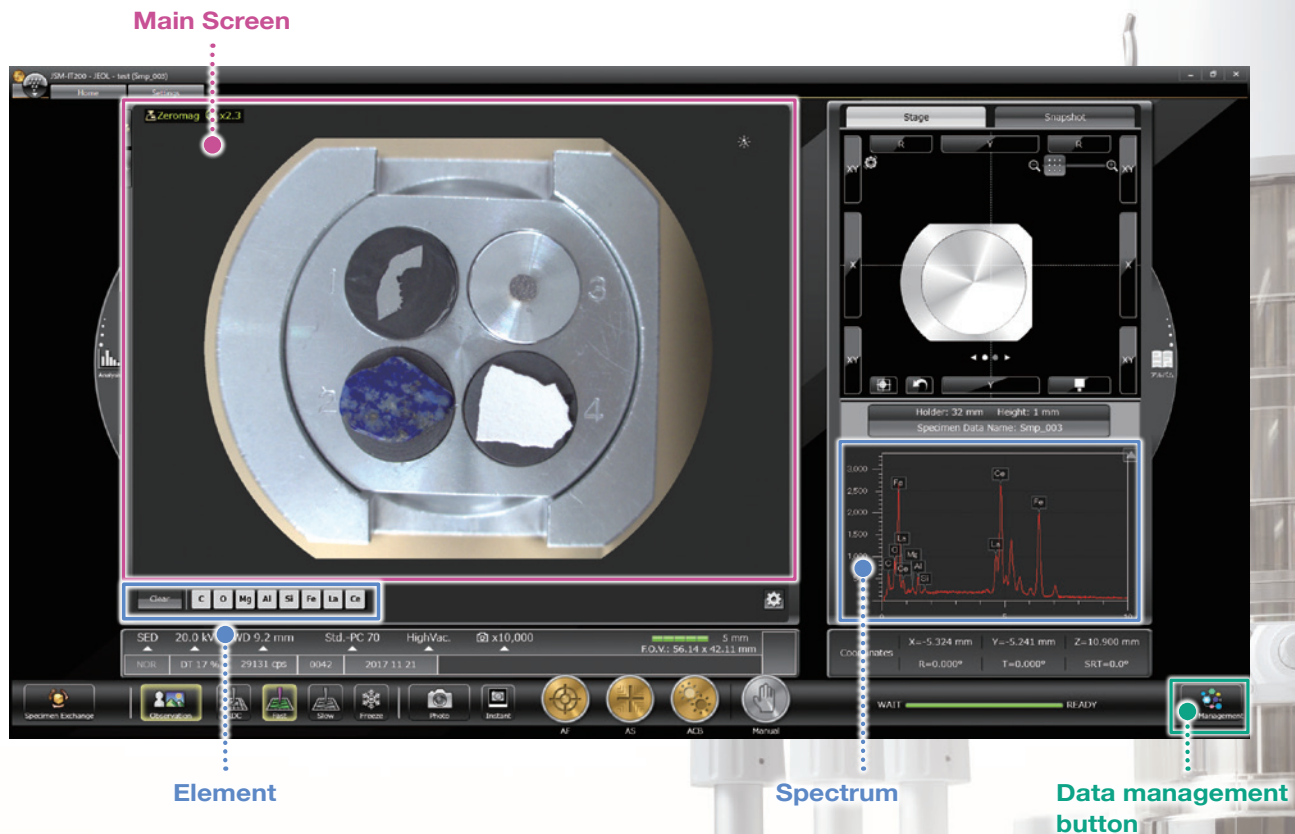 Main Screen
JSM-IT200 - JEOL - test (Smp_003)
Home Settings
Zeromag x2.3
1 3
2 4
Stage Snapshot
R Y R
XY XY
X X
XY XY
Y
Holder: 32 mm Height: 1 mm
Specimen Data Name: Smp_003
3,000
2,500
2,000
1,500
1,000
Fe
La
O
C
Ce
Mg
Al
Si
La
Ce
Fe
0 5 10
Clear C O Mg Al Si Fe La Ce
SED 20.0 kV WD 9.2 mm Std.-PC 70 HighVac. x10,000 5 mm
F.O.V.: 56.14 x 42.11 mm
NOR DT 17 % 29131 cps 0042 2017 11 21
Coordinates X=-5.324 mm Y=-5.241 mm Z=10.900 mm
R=0.000° T=0.000° SRT=0.0°
Specimen Exchange Observation Fast Slow Freeze Photo Instant AF AS ACB Manual
WAIT READY
Management
Element
Spectrum
Data management
button